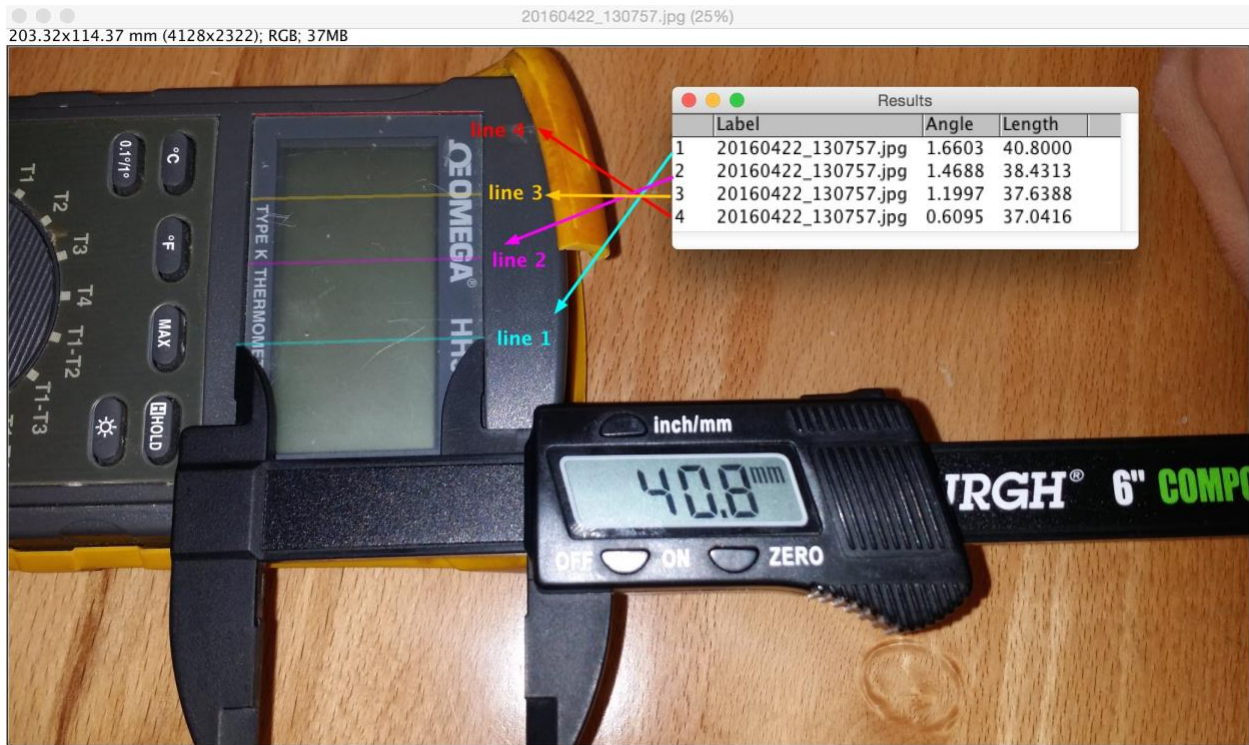 20160422_130757.jpg (25%)
203.32x114.37 mm (4128x2322); RGB; 37MB
Results
Label Angle Length
1 20160422_130757.jpg 1.6603 40.8000
2 20160422_130757.jpg 1.4688 38.4313
3 20160422_130757.jpg 1.1997 37.6388
4 20160422_130757.jpg 0.6095 37.0416
line 4
line 3
line 2
line 1
0.1°/1°
°C
°F
MAX
HOLD
T1
T2
T3
T4
T1-T2
T1-T3
TYPE K
OMEGA®
inch/mm
40.8 mm
OFF ON ZERO
6"